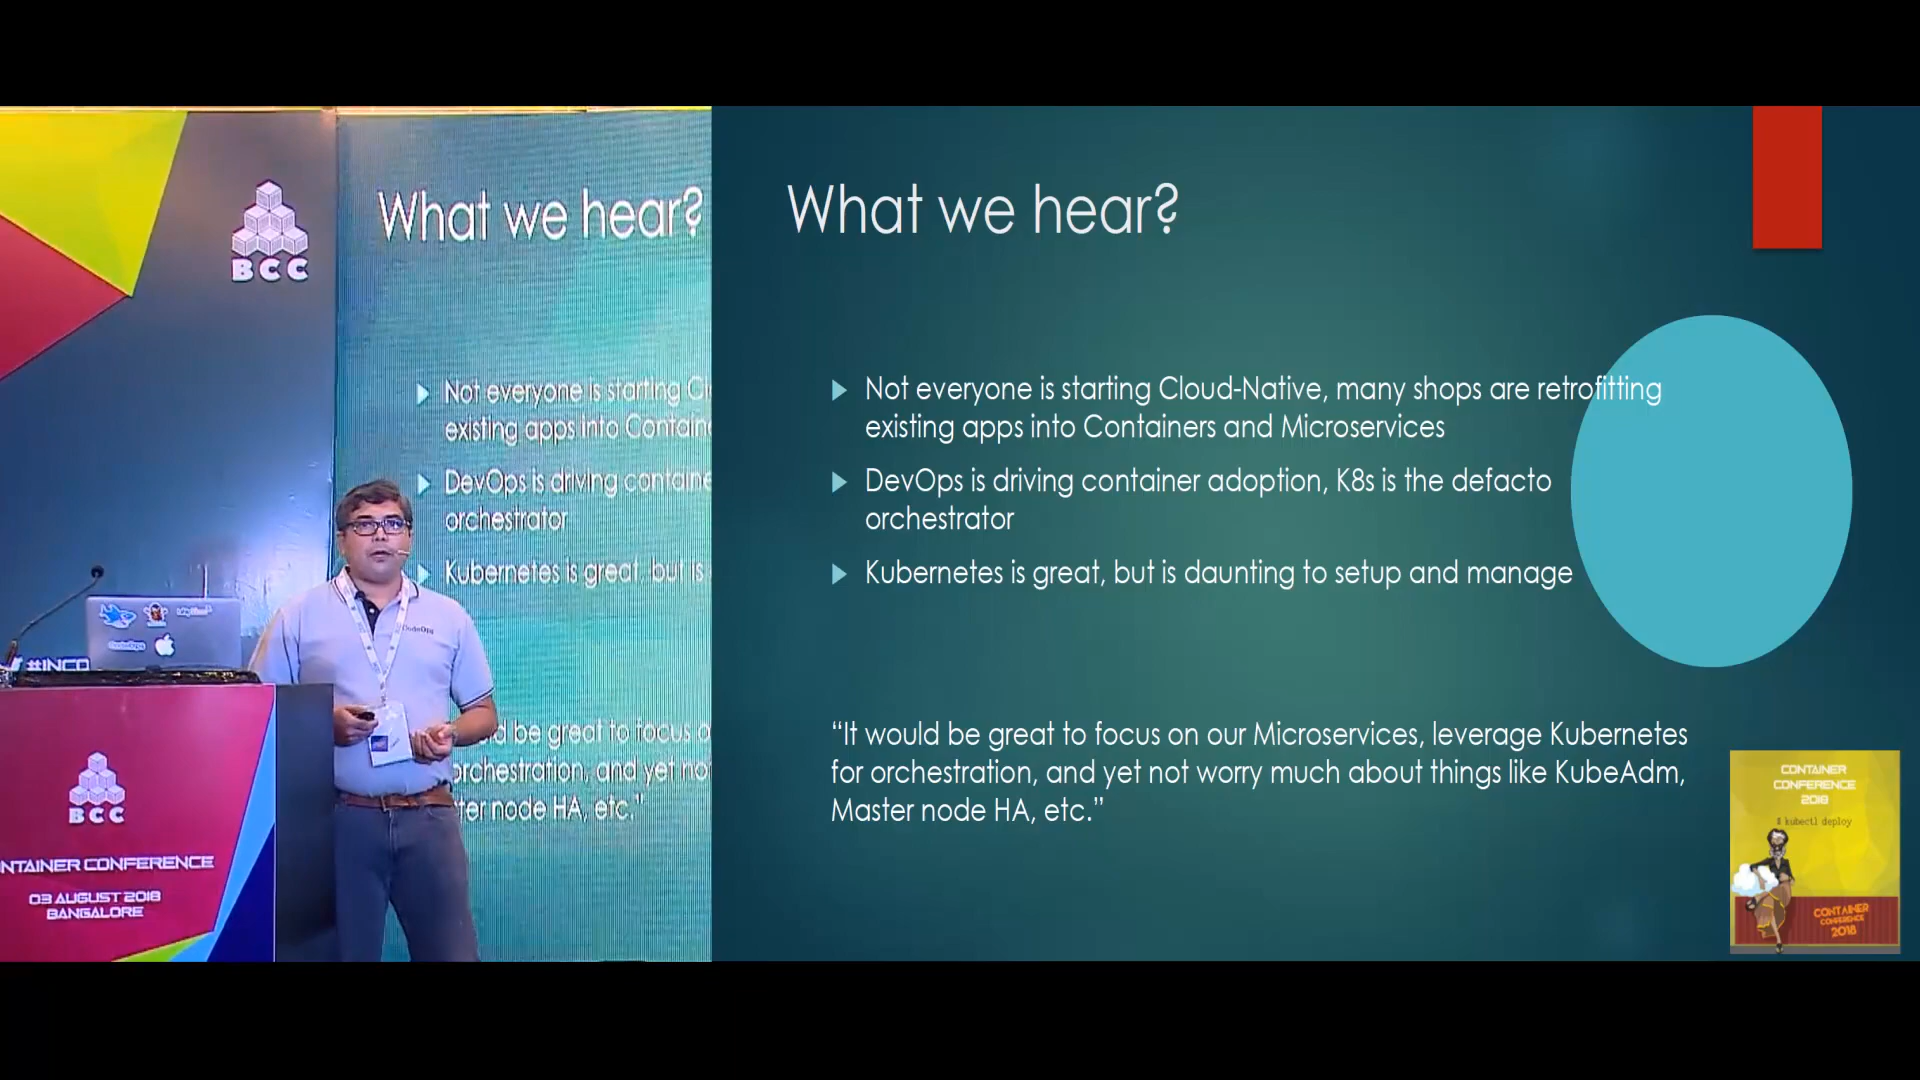 BCC
What we hear?
Not everyone is starting
existing apps into
DevOps is driving
orchestrator
Kubernetes is great, but is
be great to focus
orchestration, and yet
node HA, etc."
CodeOps
#INCO
BCC
CONFERENCE
03 AUGUST 2018
BANGALORE
What we hear?
Not everyone is starting Cloud-Native, many shops are retrofitting
existing apps into Containers and Microservices
DevOps is driving container adoption, K8s is the defacto
orchestrator
Kubernetes is great, but is daunting to setup and manage
“It would be great to focus on our Microservices, leverage Kubernetes
for orchestration, and yet not worry much about things like KubeAdm,
Master node HA, etc.”
CONTAINER
CONFERENCE
2018
$ kubectl deploy
CONTAINER
CONFERENCE
2018